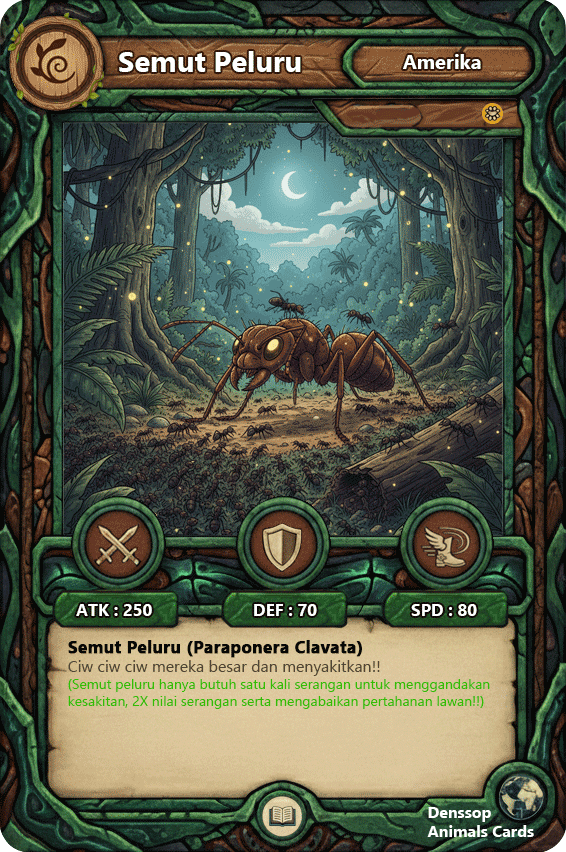 Semut Peluru
Amerika
ATK : 250
DEF : 70
SPD : 80
Semut Peluru (Paraponera Clavata)
Ciw ciw ciw mereka besar dan menyakitkan!!
(Semut peluru hanya butuh satu kali serangan untuk menggandakan
kesakitan, 2X nilai serangan serta mengabaikan pertahanan lawan!!)
Denssop
Animals Cards